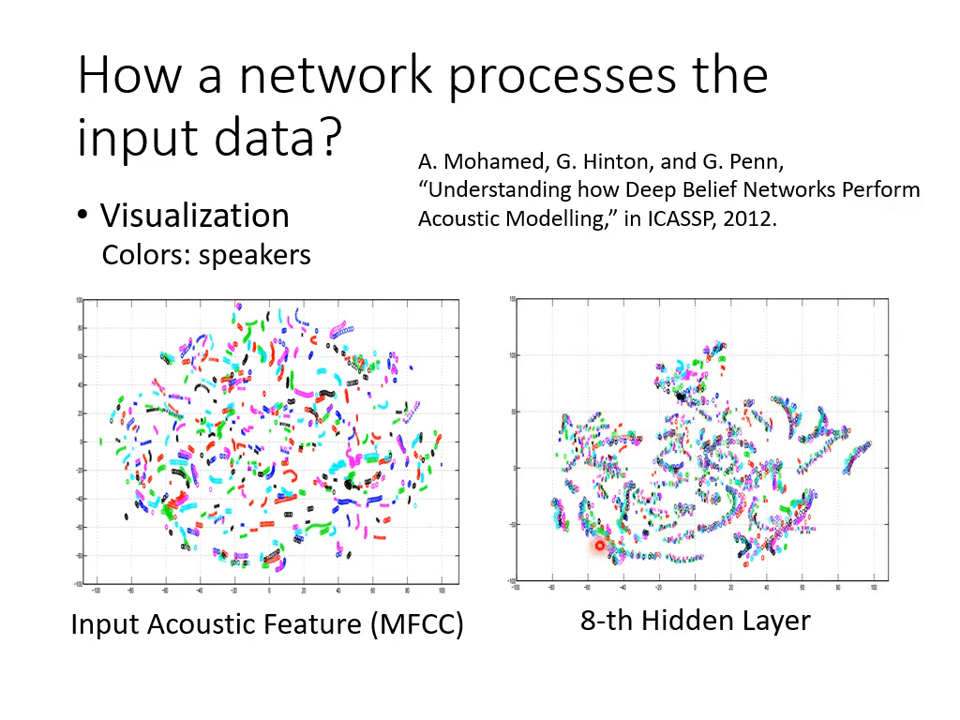 How a network processes the
input data?
A. Mohamed, G. Hinton, and G. Penn,
“Understanding how Deep Belief Networks Perform
Acoustic Modelling,” in ICASSP, 2012.
• Visualization
Colors: speakers
Input Acoustic Feature (MFCC)
8-th Hidden Layer